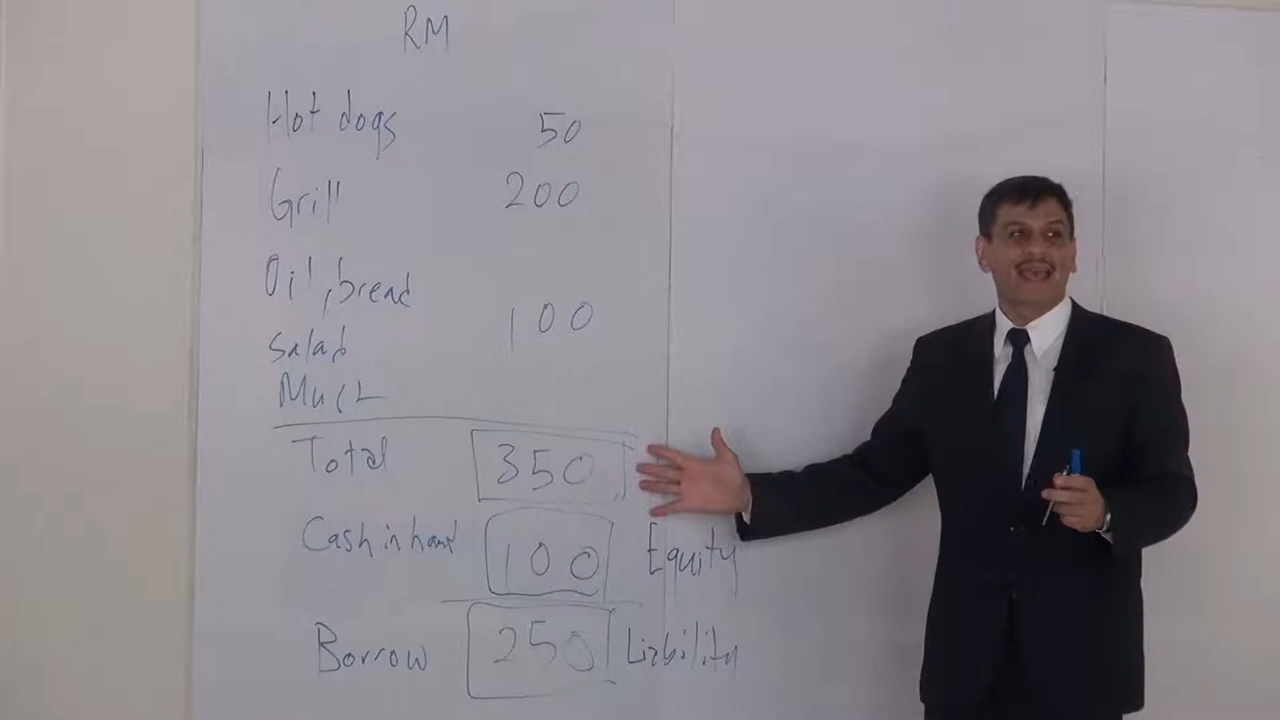 RM
Hot dogs 50
Grill 200
Oil, bread
Salad 100
Total 350
Cash in hand 100 Equity
Borrow 250 Liability